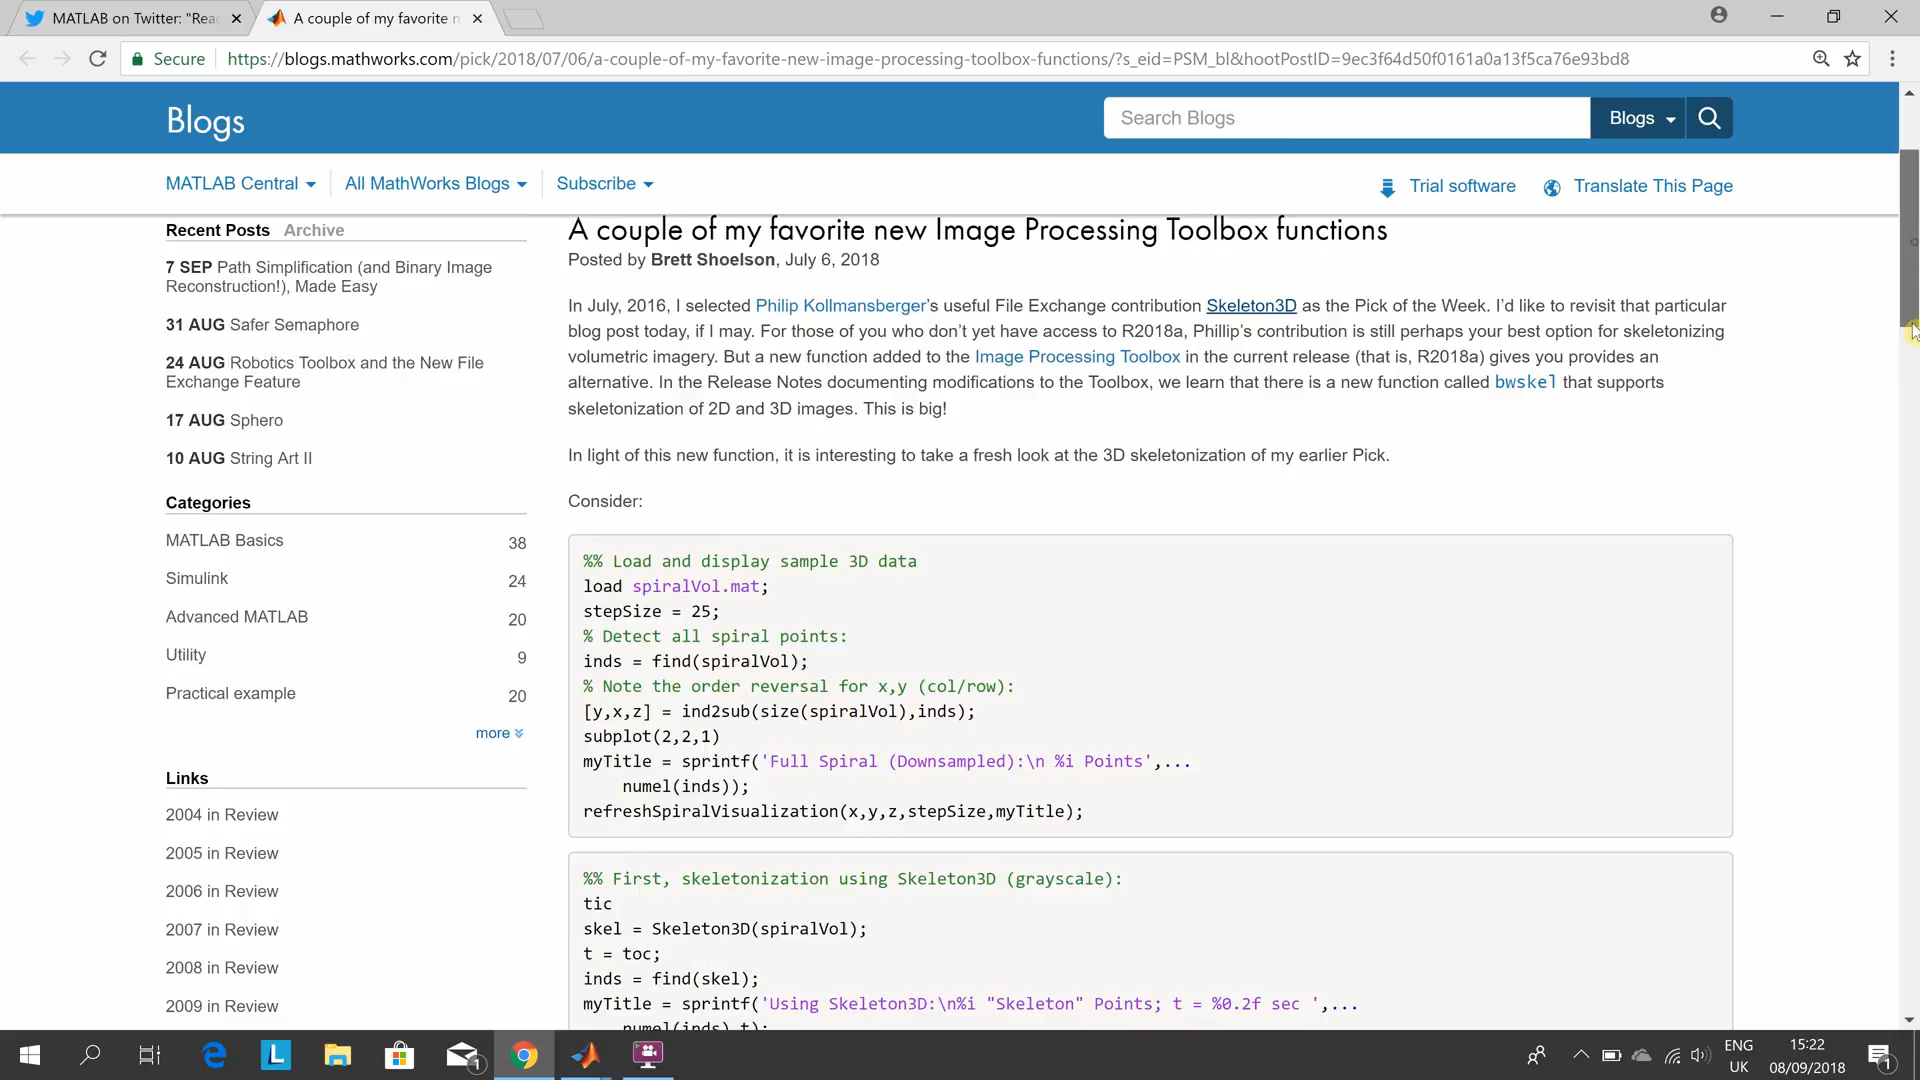 MATLAB on Twitter: "Reac
A couple of my favorite n
Secure
https://blogs.mathworks.com/pick/2018/07/06/a-couple-of-my-favorite-new-image-processing-toolbox-functions/?s_eid=PSM_bl&hootPostID=9ec3f64d50f0161a0a13f5ca76e93bd8
Blogs
Search Blogs
Blogs
MATLAB Central
All MathWorks Blogs
Subscribe
Trial software
Translate This Page
Recent Posts Archive
7 SEP Path Simplification (and Binary Image
Reconstruction!), Made Easy
31 AUG Safer Semaphore
24 AUG Robotics Toolbox and the New File
Exchange Feature
17 AUG Sphero
10 AUG String Art II
Categories
MATLAB Basics 38
Simulink 24
Advanced MATLAB 20
Utility 9
Practical example 20
more
Links
2004 in Review
2005 in Review
2006 in Review
2007 in Review
2008 in Review
2009 in Review
A couple of my favorite new Image Processing Toolbox functions
Posted by Brett Shoelson, July 6, 2018
In July, 2016, I selected Philip Kollmansberger's useful File Exchange contribution Skeleton3D as the Pick of the Week. I'd like to revisit that particular
blog post today, if I may. For those of you who don't yet have access to R2018a, Phillip's contribution is still perhaps your best option for skeletonizing
volumetric imagery. But a new function added to the Image Processing Toolbox in the current release (that is, R2018a) gives you provides an
alternative. In the Release Notes documenting modifications to the Toolbox, we learn that there is a new function called bwskel that supports
skeletonization of 2D and 3D images. This is big!
In light of this new function, it is interesting to take a fresh look at the 3D skeletonization of my earlier Pick.
Consider:
%% Load and display sample 3D data
load spiralVol.mat;
stepSize = 25;
% Detect all spiral points:
inds = find(spiralVol);
% Note the order reversal for x,y (col/row):
[y,x,z] = ind2sub(size(spiralVol),inds);
subplot(2,2,1)
myTitle = sprintf('Full Spiral (Downsampled):\n %i Points',...
numel(inds));
refreshSpiralVisualization(x,y,z,stepSize,myTitle);
%% First, skeletonization using Skeleton3D (grayscale):
tic
skel = Skeleton3D(spiralVol);
t = toc;
inds = find(skel);
myTitle = sprintf('Using Skeleton3D:\n%i "Skeleton" Points; t = %0.2f sec ',...
numel(inds),t);
L
1
ENG
UK
15:22
08/09/2018
1